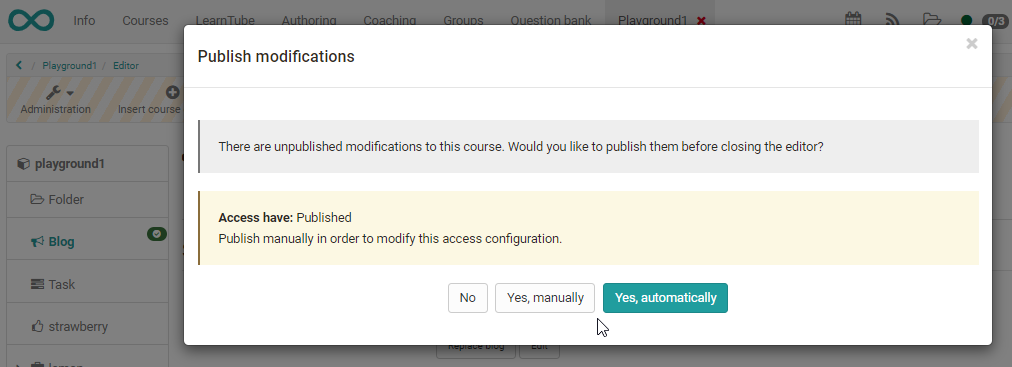 Info Courses LearnTube Authoring Coaching Groups Question bank Playground1 0/3
Publish modifications
/ Playground1 / Editor
Administration Insert course
There are unpublished modifications to this course. Would you like to publish them before closing the editor?
playground1
Folder
Access have: Published
Publish manually in order to modify this access configuration.
Blog
Task
No Yes, manually Yes, automatically
strawberry
Replace blog Edit
lemon